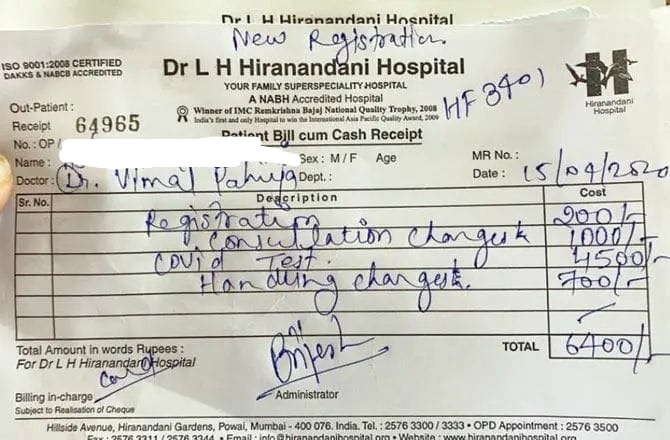 Dr L H Hiranandani Hospital
New Registration
ISO 9001:2008 CERTIFIED
DAKKS & NABCB ACCREDITED
Dr L H Hiranandani Hospital
YOUR FAMILY SUPERSPECIALITY HOSPITAL
A NABH Accredited Hospital
Winner of IMC Remkrishna Bajaj National Quality Trophy, 2008
India's first and only Hospital to win the International Asia Pacific Quality Award, 2009
HF 3401
Hiranandani
Hospital
Out-Patient :
Receipt 64965
Patient Bill cum Cash Receipt
No. : OP
Name : Sex : M / F Age MR No. :
Doctor : Dr. Vimal Pahuja Dept. : Date : 15/04/2020
Sr. No. Description Cost
Registration 200/-
Consultation Charges 1000/-
Covid Test. 4500/-
Handling charges 700/-
Total Amount in words Rupees : TOTAL 6400/-
For Dr L H Hiranandani Hospital
Brijesh
Billing in-charge Administrator
Subject to Realisation of Cheque
Hillside Avenue, Hiranandani Gardens, Powai, Mumbai - 400 076. India. Tel. : 2576 3300 / 3333 • OPD Appointment : 2576 3500
Fax : 2576 3311 / 2576 3344 • Email : info@hiranandanihospital.org • Website : www.hiranandanihospital.org